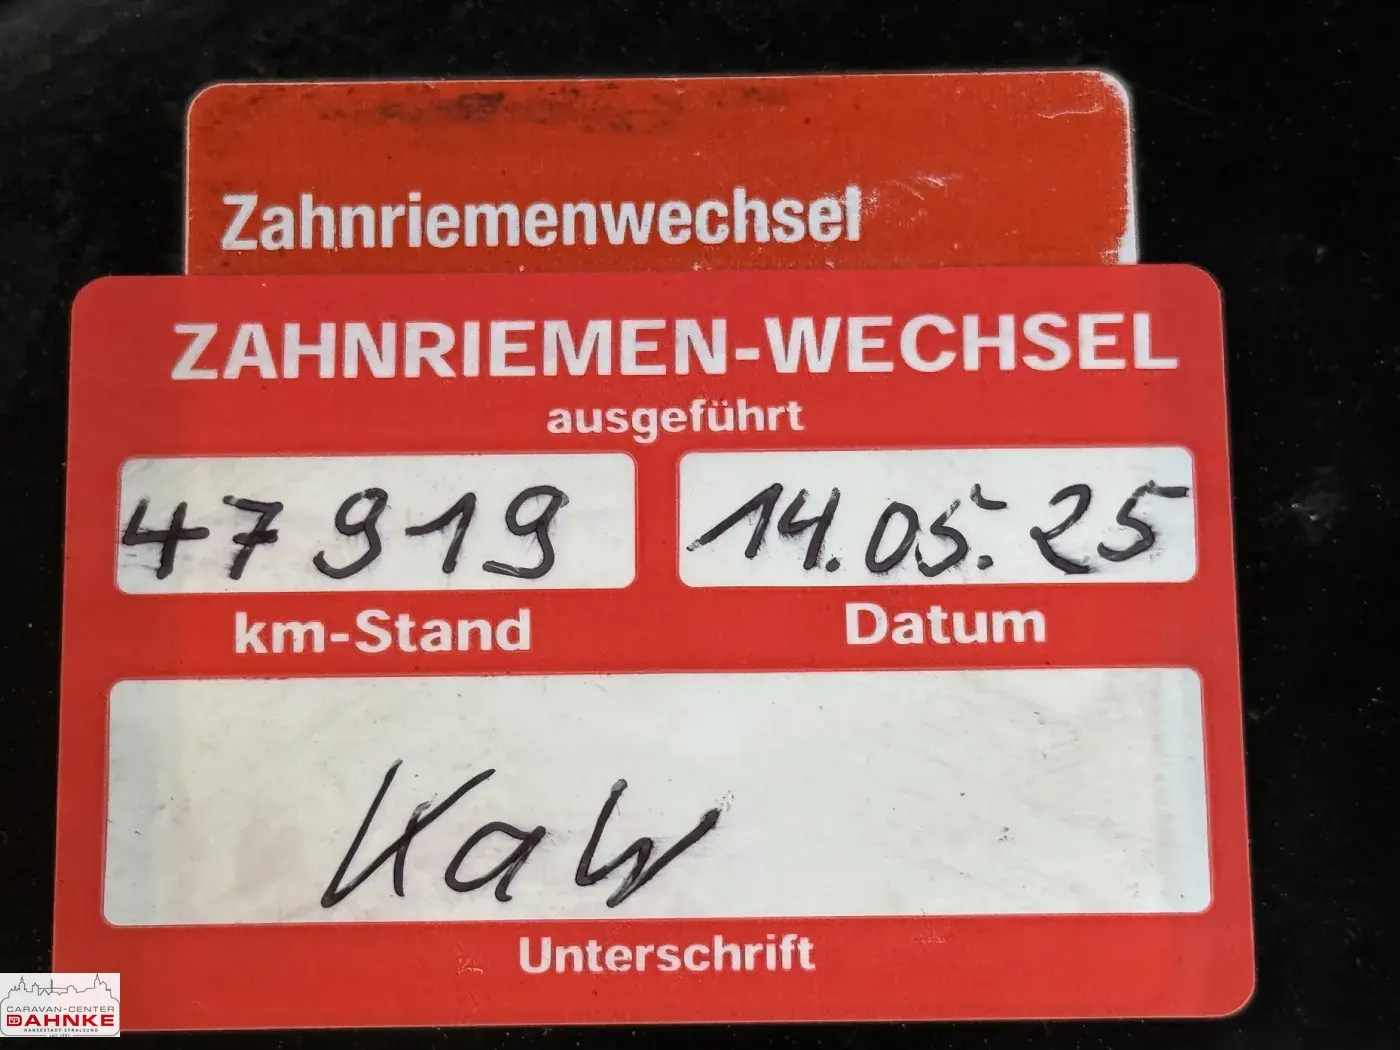 Zahnriemenwechsel
ZAHNRIEMEN-WECHSEL
ausgeführt
47919 14.05.25
km-Stand Datum
Unterschrift
CARAVAN-CENTER
DAHNKE
HANSESTADT STRALSUND